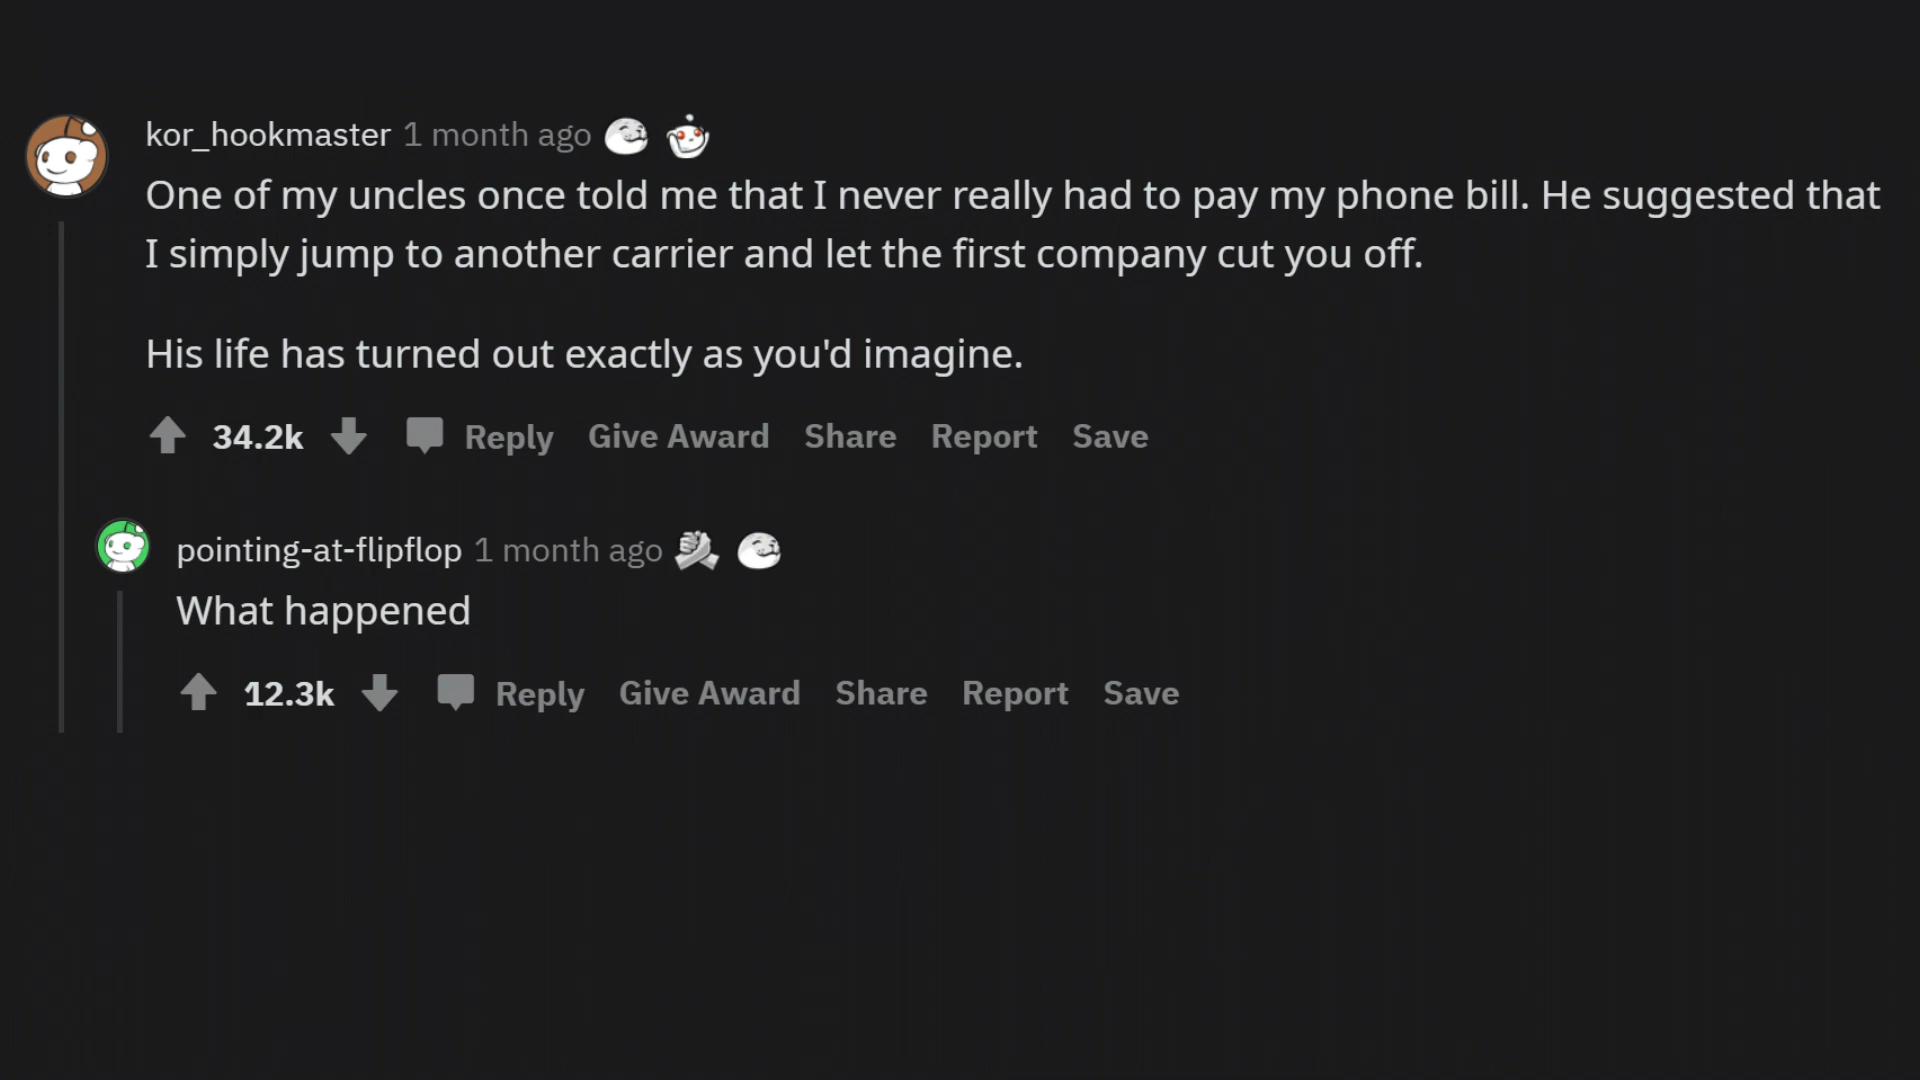 kor_hookmaster 1 month ago
One of my uncles once told me that I never really had to pay my phone bill. He suggested that
I simply jump to another carrier and let the first company cut you off.
His life has turned out exactly as you'd imagine.
34.2k Reply Give Award Share Report Save
pointing-at-flipflop 1 month ago
What happened
12.3k Reply Give Award Share Report Save